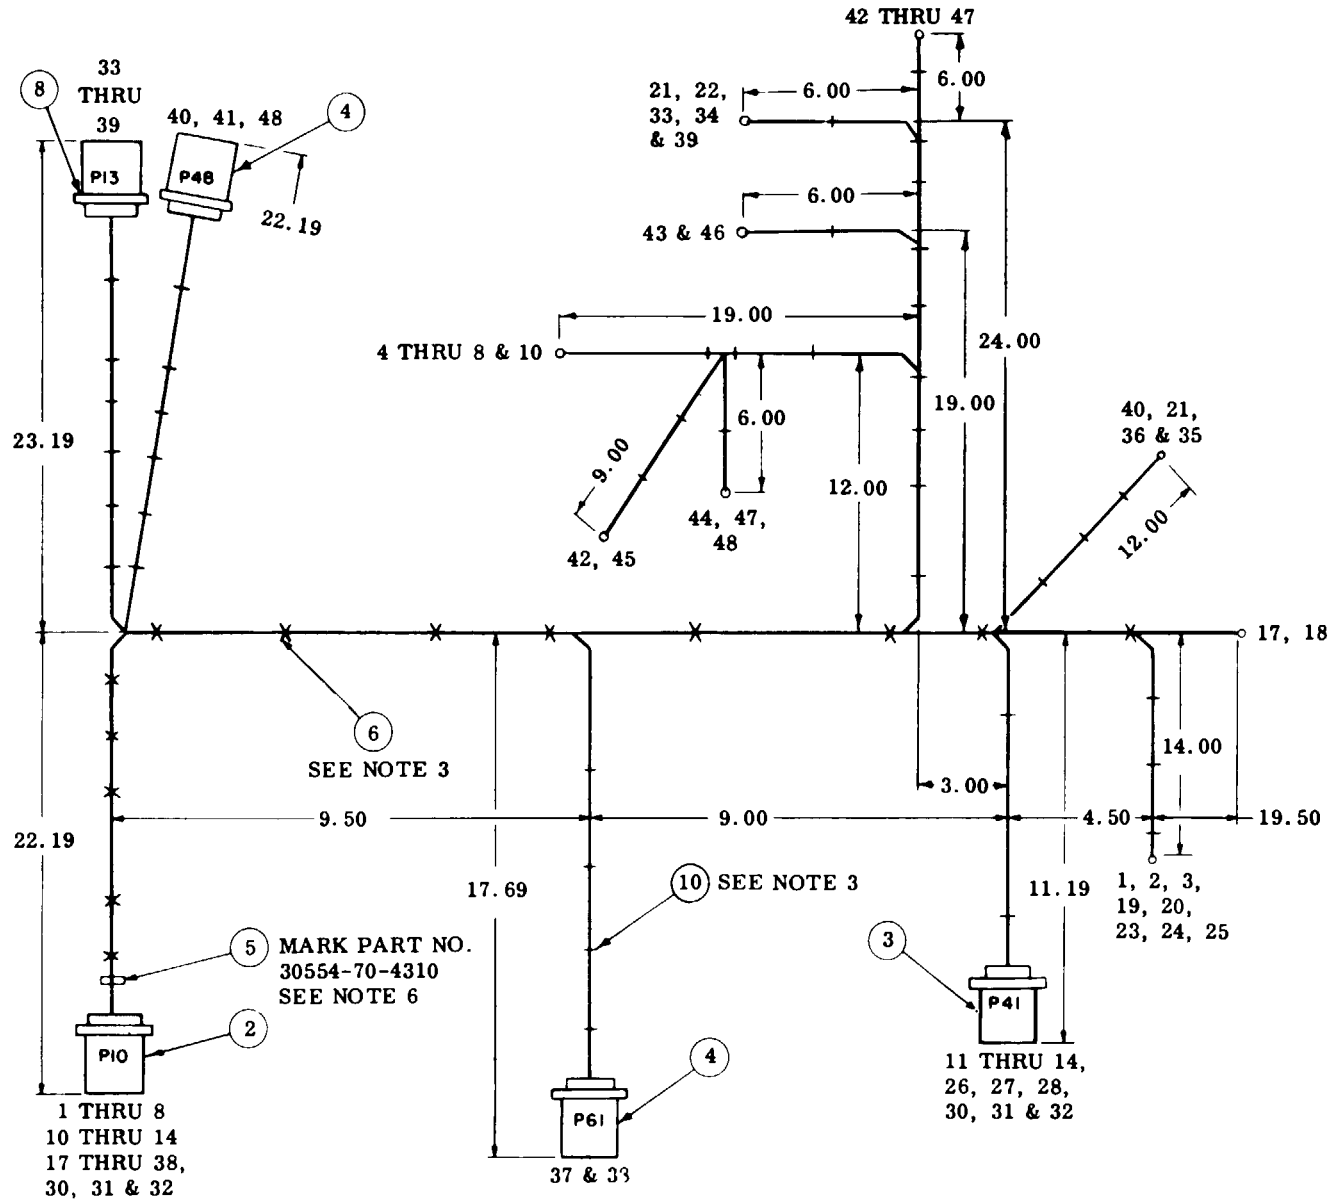 42 THRU 47
6.00
8
33
THRU
39
40, 41, 48
4
P13
P48
22.19
21, 22,
33, 34
& 39
6.00
6.00
43 & 46
19.00
4 THRU 8 & 10
24.00
19.00
6.00
9.00
12.00
23.19
44, 47,
48
42, 45
40, 21,
36 & 35
12.00
17, 18
6
SEE NOTE 3
14.00
3.00
9.50
9.00
4.50
19.50
22.19
17.69
10 SEE NOTE 3
11.19
1, 2, 3,
19, 20,
23, 24, 25
5 MARK PART NO.
30554-70-4310
SEE NOTE 6
3
P41
2
P10
4
P61
11 THRU 14,
26, 27, 28,
30, 31 & 32
1 THRU 8
10 THRU 14
17 THRU 38,
30, 31 & 32
37 &